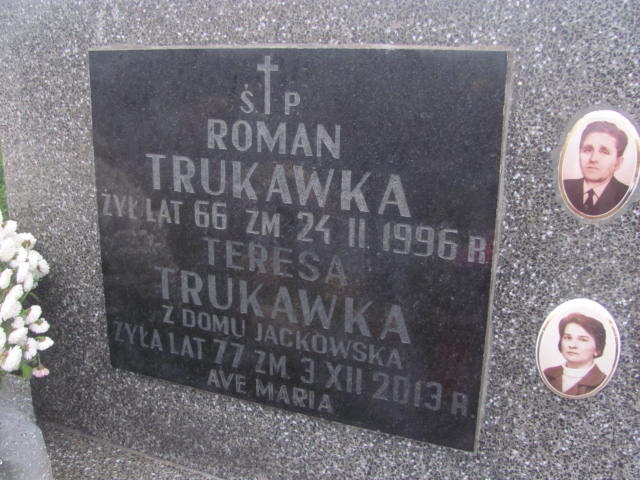 Ś P
ROMAN
TRUKAWKA
ŻYŁ LAT 66 ZM 24 II 1996 R
TERESA
TRUKAWKA
Z DOMU JACKOWSKA
ŻYŁA LAT 77 ZM. 3 XII 2013 R.
AVE MARIA